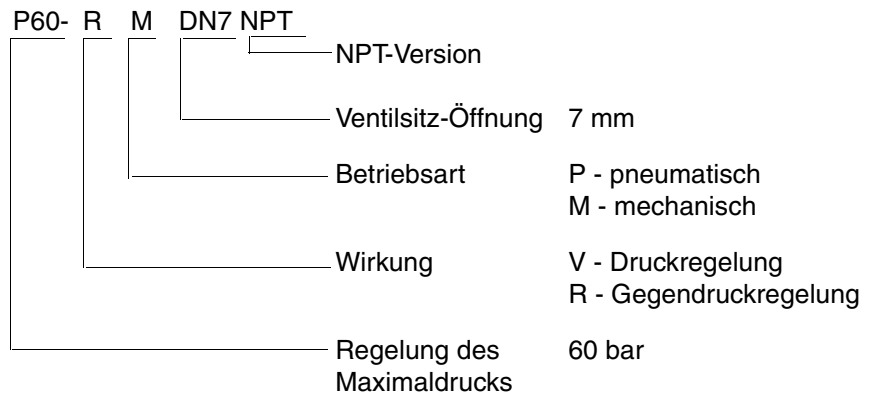 P60- R M DN7 NPT
NPT-Version
Ventilsitz-Öffnung 7 mm
Betriebsart P - pneumatisch
M - mechanisch
Wirkung V - Druckregelung
R - Gegendruckregelung
Regelung des 60 bar
Maximaldrucks